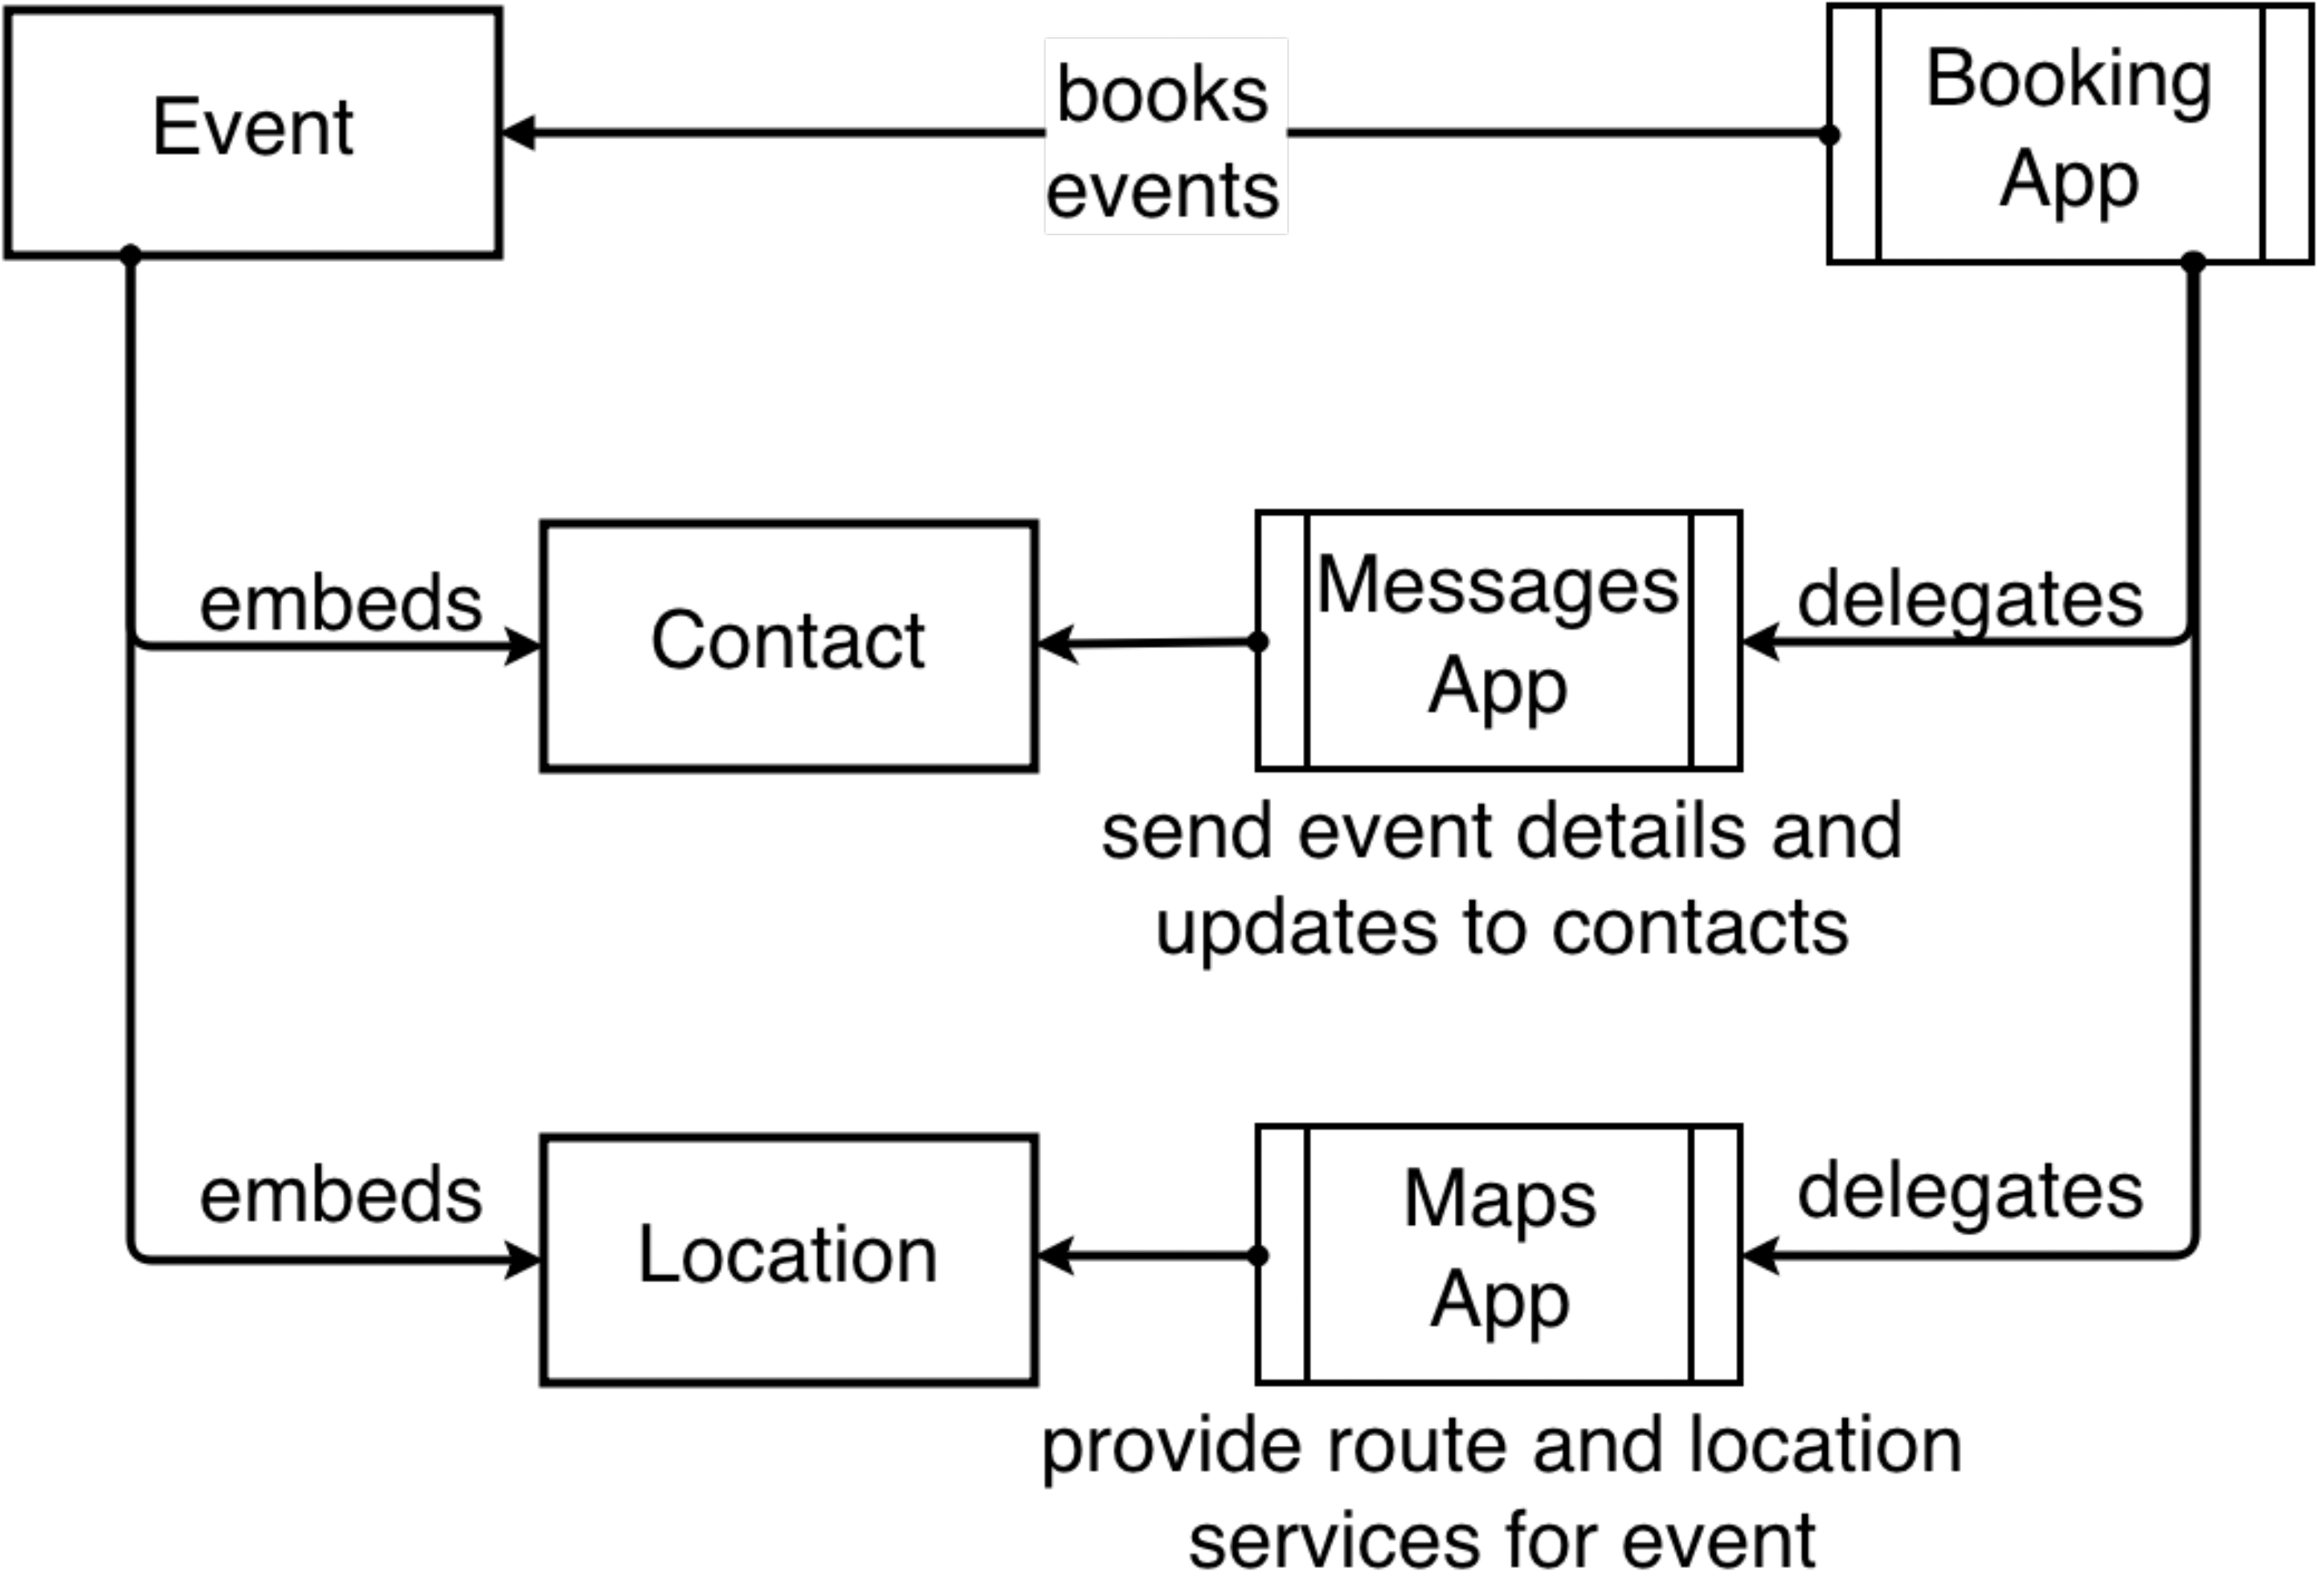 Event
books
events
Booking
App
embeds
Contact
Messages
App
delegates
send event details and
updates to contacts
embeds
Location
Maps
App
delegates
provide route and location
services for event